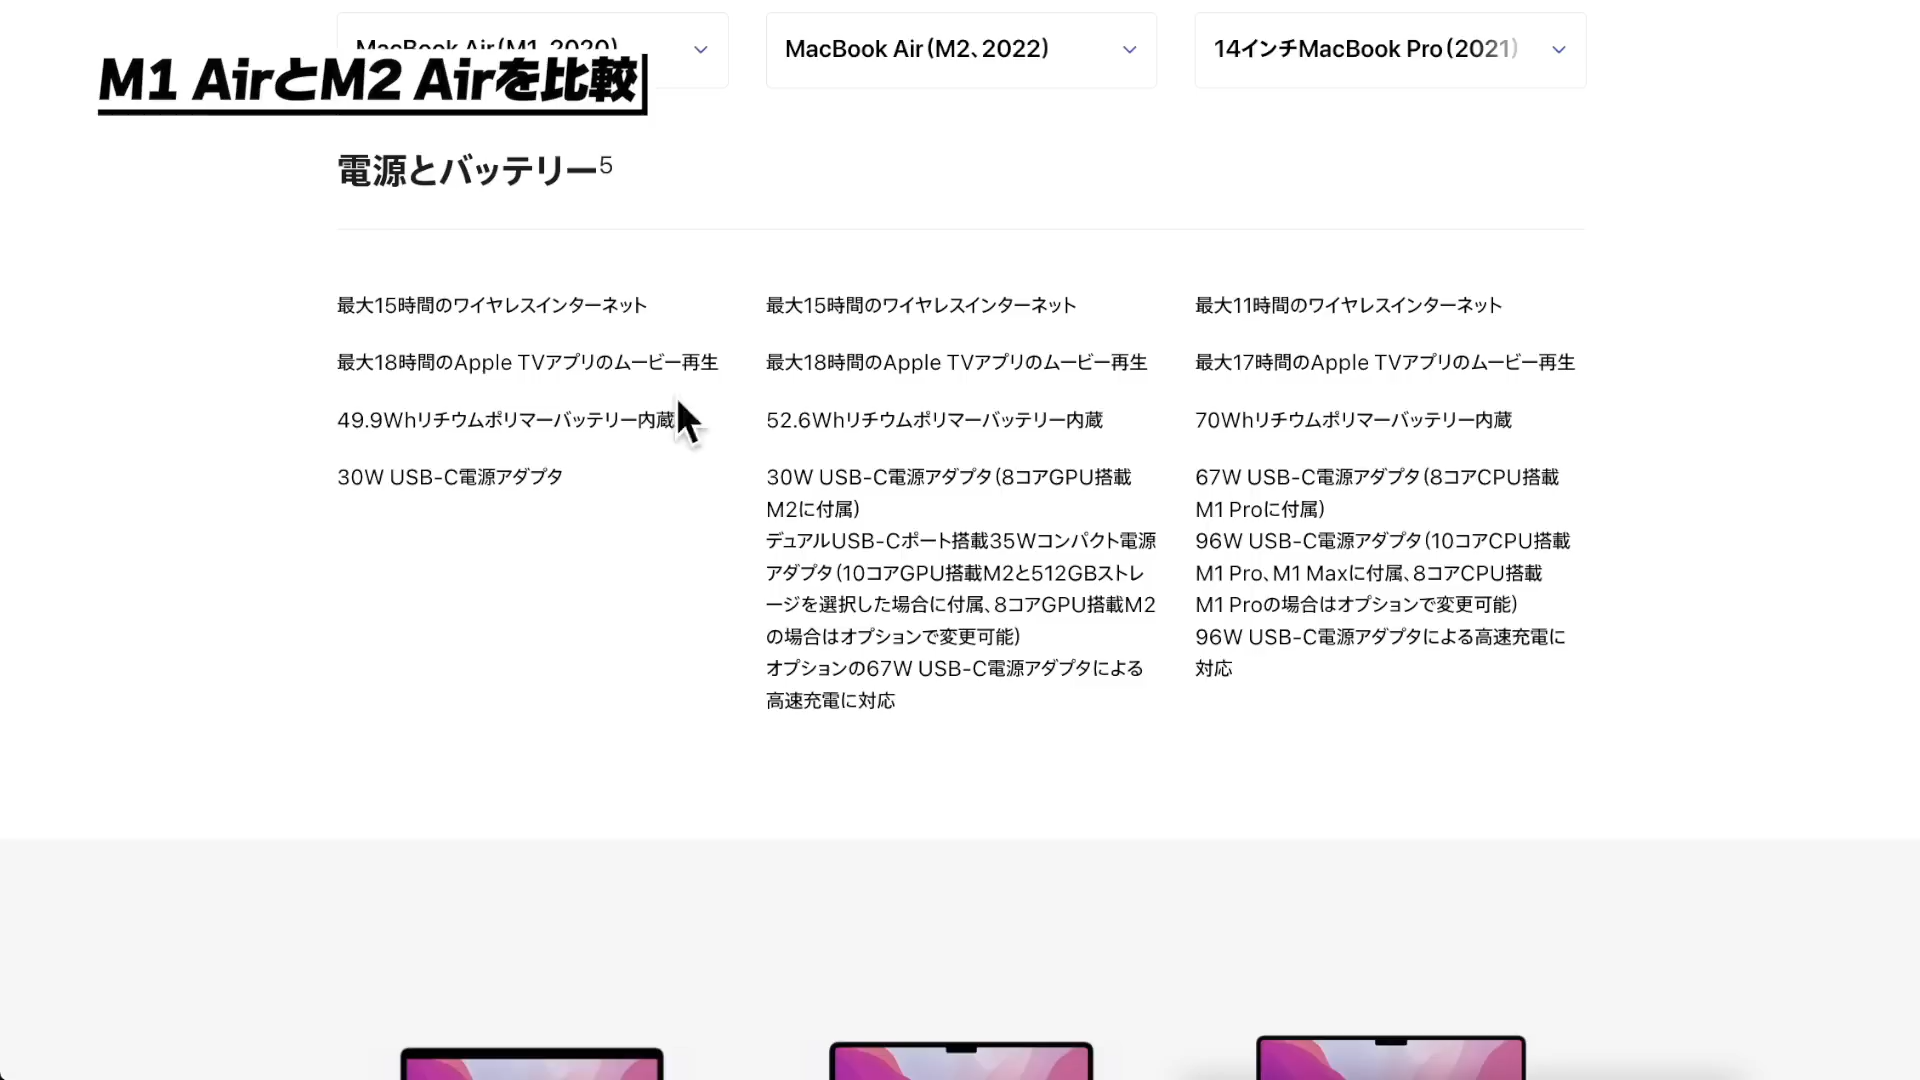 MacBook Air（M1、2020）
MacBook Air（M2、2022）
14インチMacBook Pro（2021）
M1 AirとM2 Airを比較
電源とバッテリー5
最大15時間のワイヤレスインターネット
最大18時間のApple TVアプリのムービー再生
49.9Whリチウムポリマーバッテリー内蔵
30W USB-C電源アダプタ
最大15時間のワイヤレスインターネット
最大18時間のApple TVアプリのムービー再生
52.6Whリチウムポリマーバッテリー内蔵
30W USB-C電源アダプタ（8コアGPU搭載
M2に付属）
デュアルUSB-Cポート搭載35Wコンパクト電源
アダプタ（10コアGPU搭載M2と512GBストレ
ージを選択した場合に付属、8コアGPU搭載M2
の場合はオプションで変更可能）
オプションの67W USB-C電源アダプタによる
高速充電に対応
最大11時間のワイヤレスインターネット
最大17時間のApple TVアプリのムービー再生
70Whリチウムポリマーバッテリー内蔵
67W USB-C電源アダプタ（8コアCPU搭載
M1 Proに付属）
96W USB-C電源アダプタ（10コアCPU搭載
M1 Pro、M1 Maxに付属、8コアCPU搭載
M1 Proの場合はオプションで変更可能）
96W USB-C電源アダプタによる高速充電に
対応